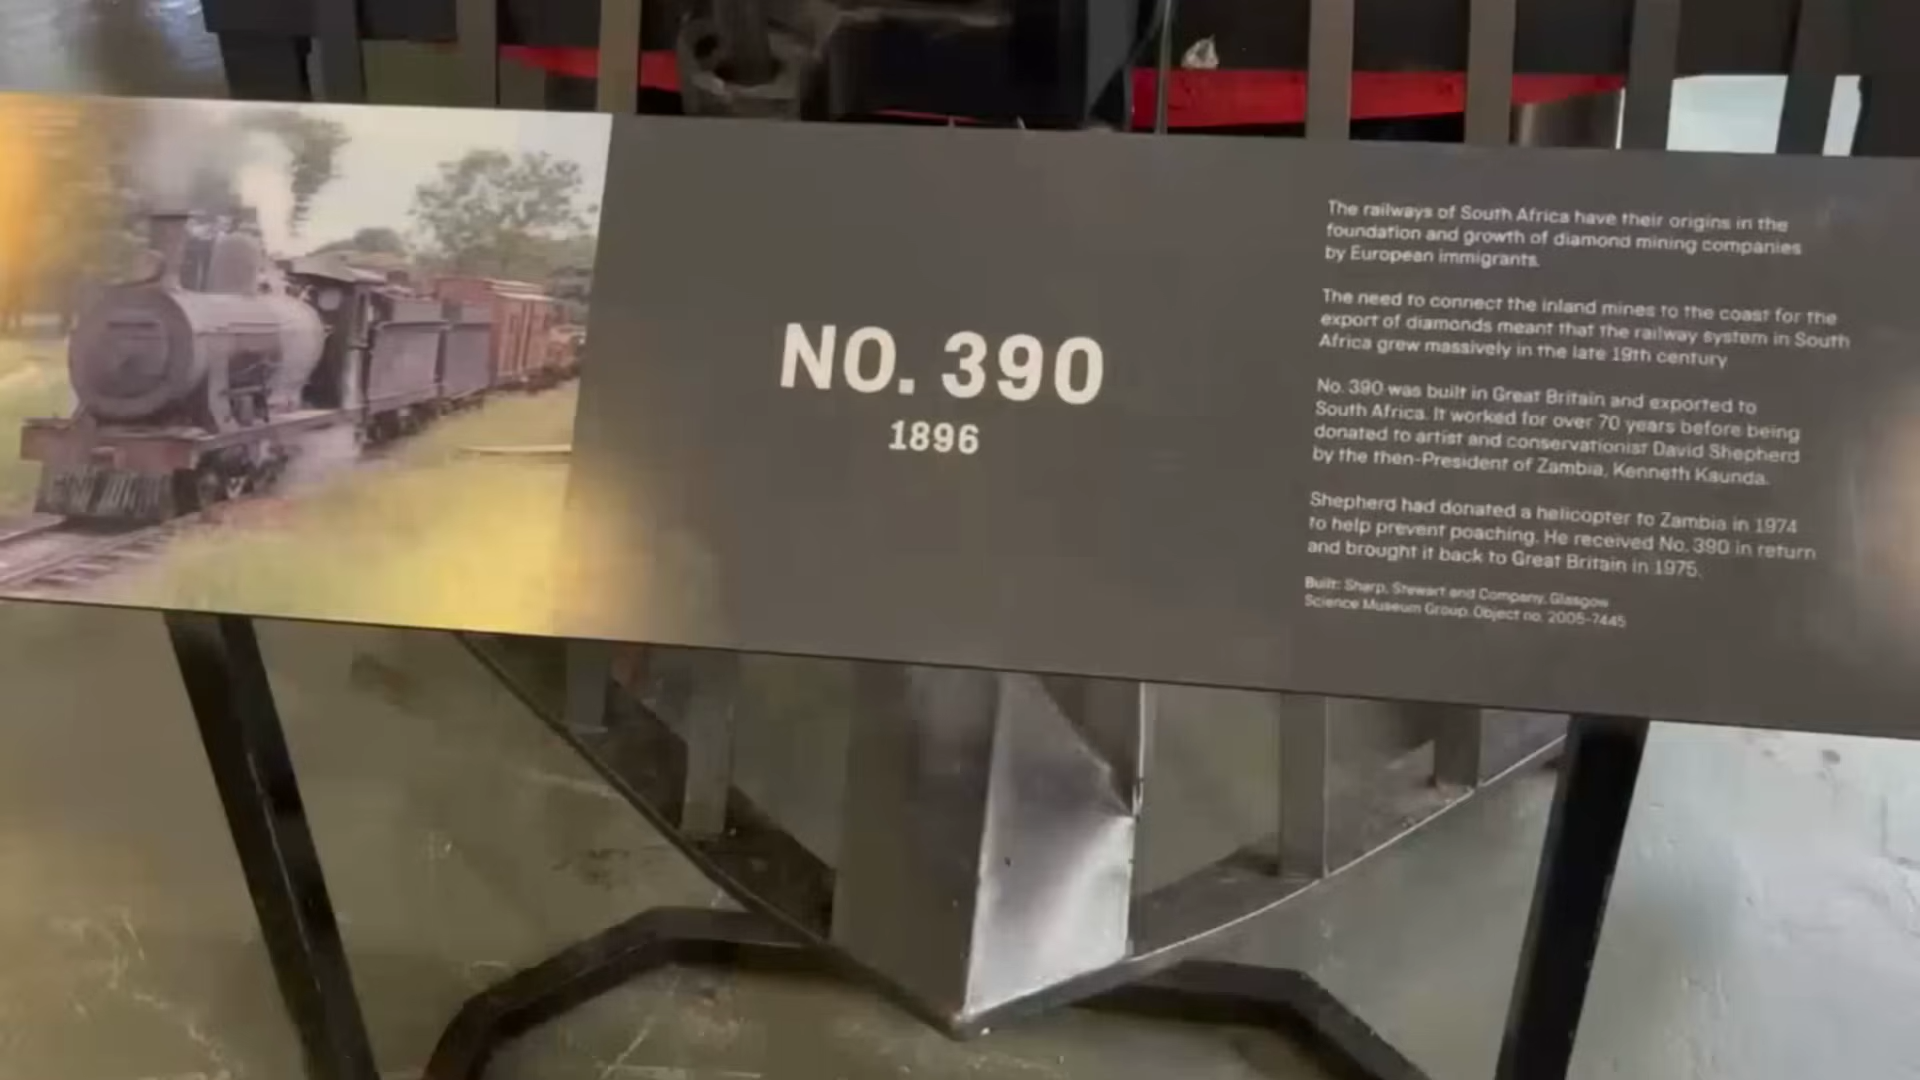 NO. 390
1896
The railways of South Africa have their origins in the
foundation and growth of diamond mining companies
by European immigrants.
The need to connect the inland mines to the coast for the
export of diamonds meant that the railway system in South
Africa grew massively in the late 19th century
No. 390 was built in Great Britain and exported to
South Africa. It worked for over 70 years before being
donated to artist and conservationist David Shepherd
by the then-President of Zambia, Kenneth Kaunda.
Shepherd had donated a helicopter to Zambia in 1974
to help prevent poaching. He received No. 390 in return
and brought it back to Great Britain in 1975.
Built: Sharp, Stewart and Company, Glasgow
Science Museum Group. Object no. 2005-7445